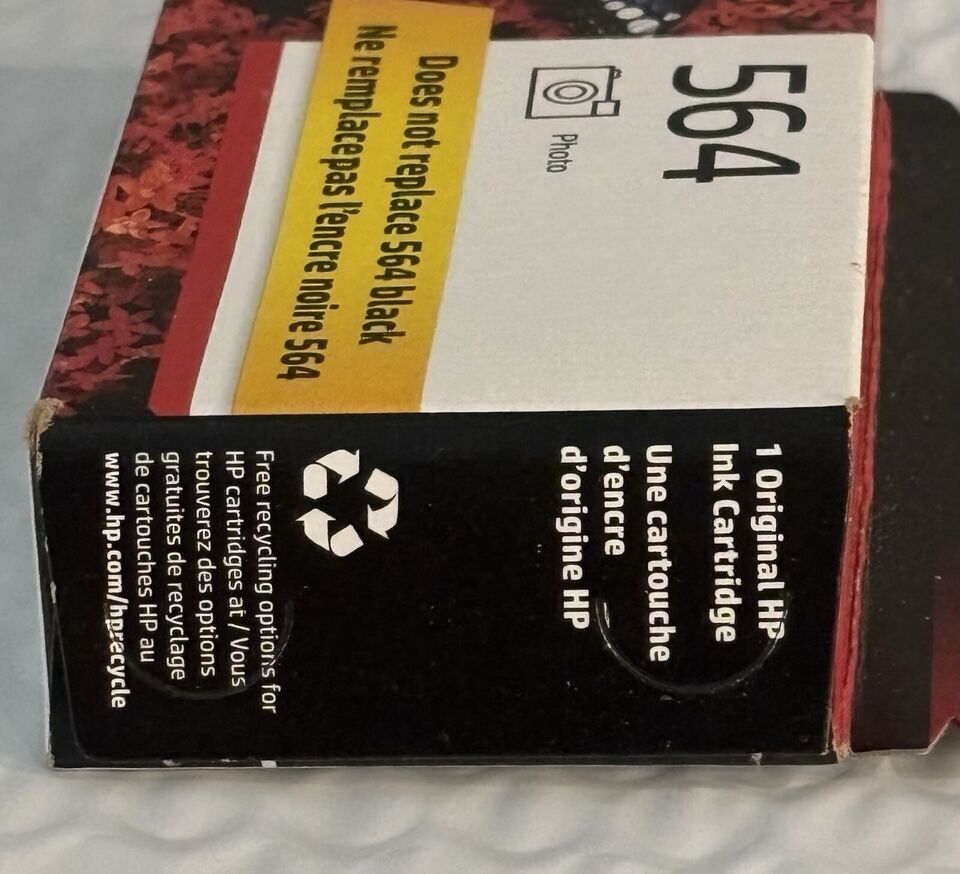 564
Photo
Does not replace 564 black
Ne remplacepas l'encre noire 564
1 Original HP
Ink Cartridge
Une cartouche
d'encre
d'origine HP
Free recycling options for
HP cartridges at / Vous
trouverez des options
gratuites de recyclage
de cartouches HP au
www.hp.com/hprecycle